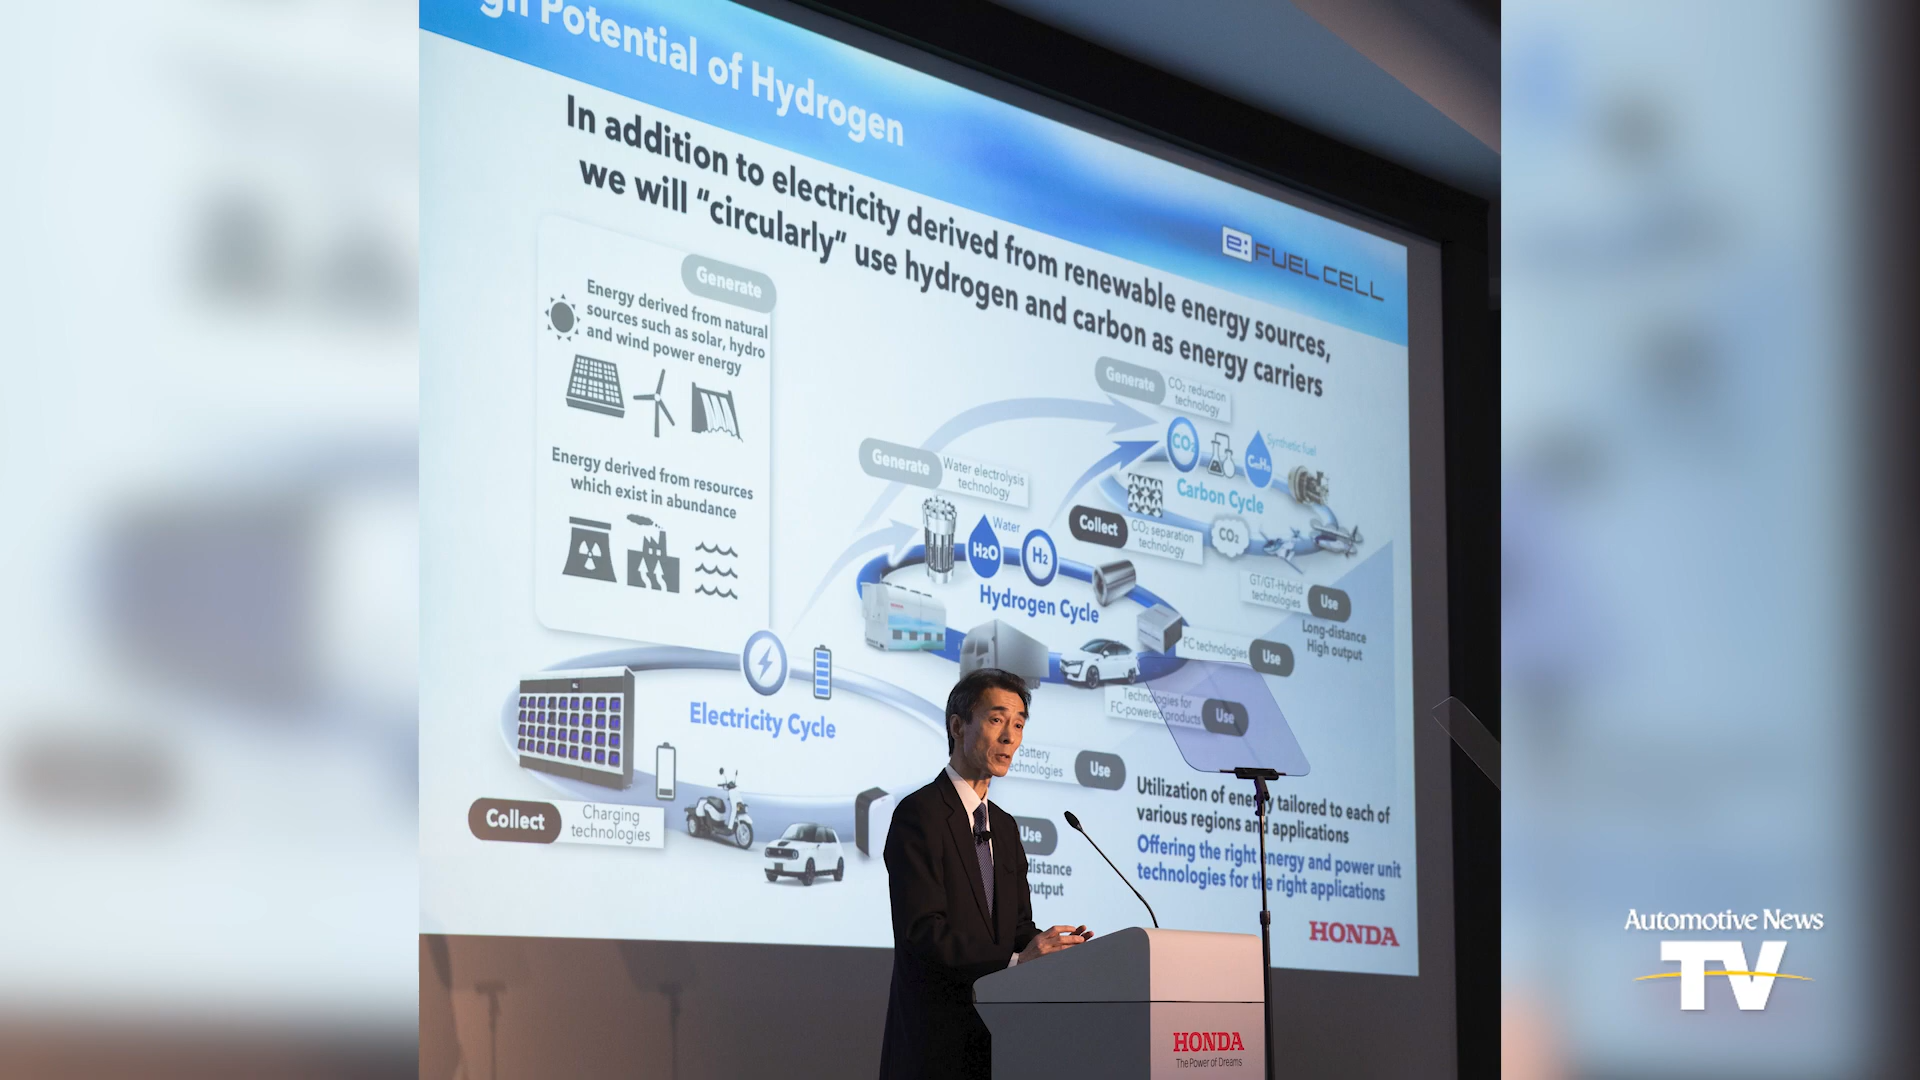 Potential of Hydrogen
In addition to electricity derived from renewable energy sources,
we will "circularly" use hydrogen and carbon as energy carriers
e: FUEL CELL
Generate
Energy derived from natural
sources such as solar, hydro
and wind power energy
Energy derived from resources
which exist in abundance
Generate
CO2 reduction
technology
CO2
Synthetic fuel
CmHn
Carbon Cycle
Generate
Water electrolysis
technology
Water
H2O
H2
Hydrogen Cycle
Collect
CO2 separation
technology
CO2
GT/GT-Hybrid
technologies
Use
Long-distance
High output
FC technologies
Use
Technologies for
FC-powered products
Use
Electricity Cycle
Battery
Use
Collect
Charging
technologies
Use
Utilization of energy tailored to each of
various regions and applications
Offering the right energy and power unit
technologies for the right applications
HONDA
HONDA
The Power of Dreams
Automotive News
TV